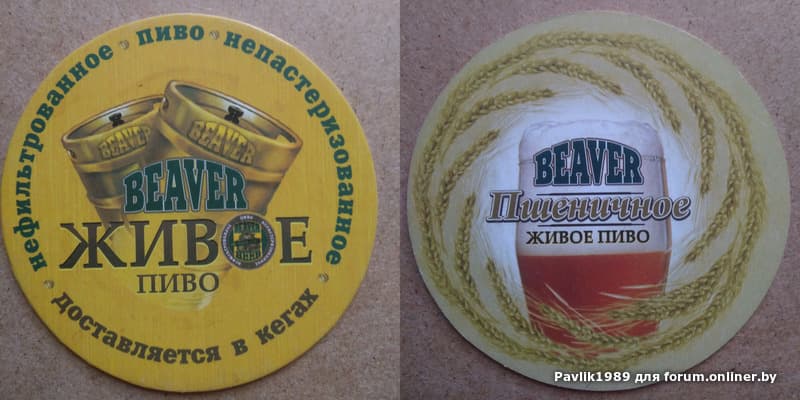 нефильтрованное пиво непастеризованное
BEAVER BEAVER
BEAVER
ЖИВОЕ
ПИВО
доставляется в кегах
BEAVER
Пшеничное
ЖИВОЕ ПИВО
Pavlik1989 для forum.onliner.by